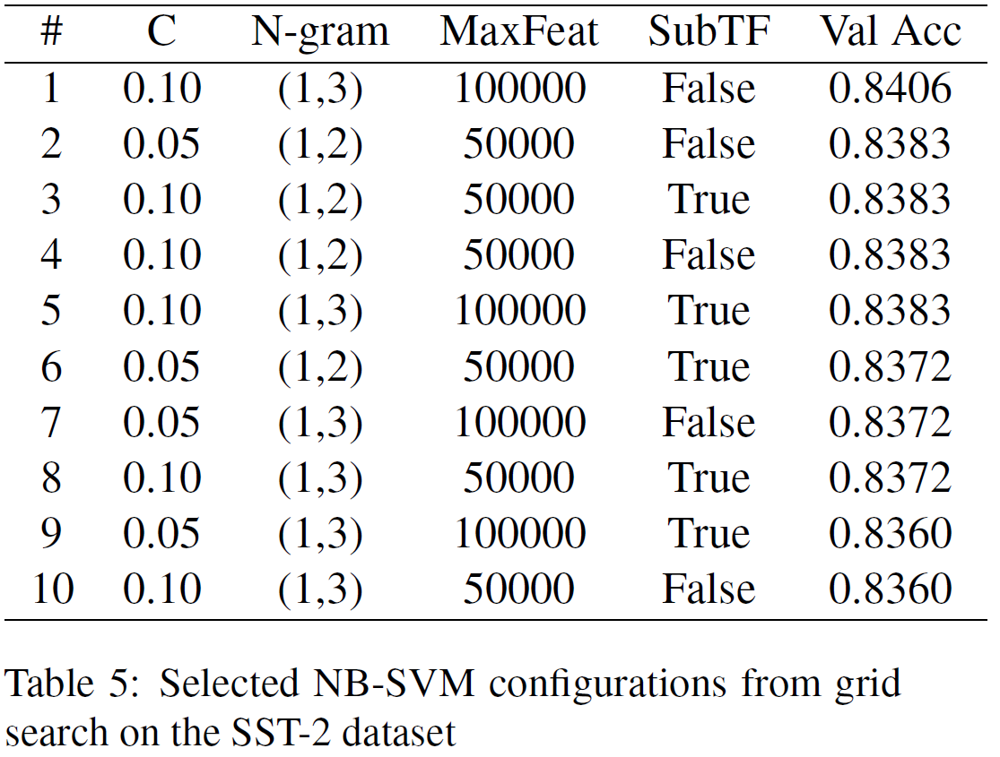 # C N-gram MaxFeat SubTF Val Acc
1 0.10 (1,3) 100000 False 0.8406
2 0.05 (1,2) 50000 False 0.8383
3 0.10 (1,2) 50000 True 0.8383
4 0.10 (1,2) 50000 False 0.8383
5 0.10 (1,3) 100000 True 0.8383
6 0.05 (1,2) 50000 True 0.8372
7 0.05 (1,3) 100000 False 0.8372
8 0.10 (1,3) 50000 True 0.8372
9 0.05 (1,3) 100000 True 0.8360
10 0.10 (1,3) 50000 False 0.8360
Table 5: Selected NB-SVM configurations from grid
search on the SST-2 dataset